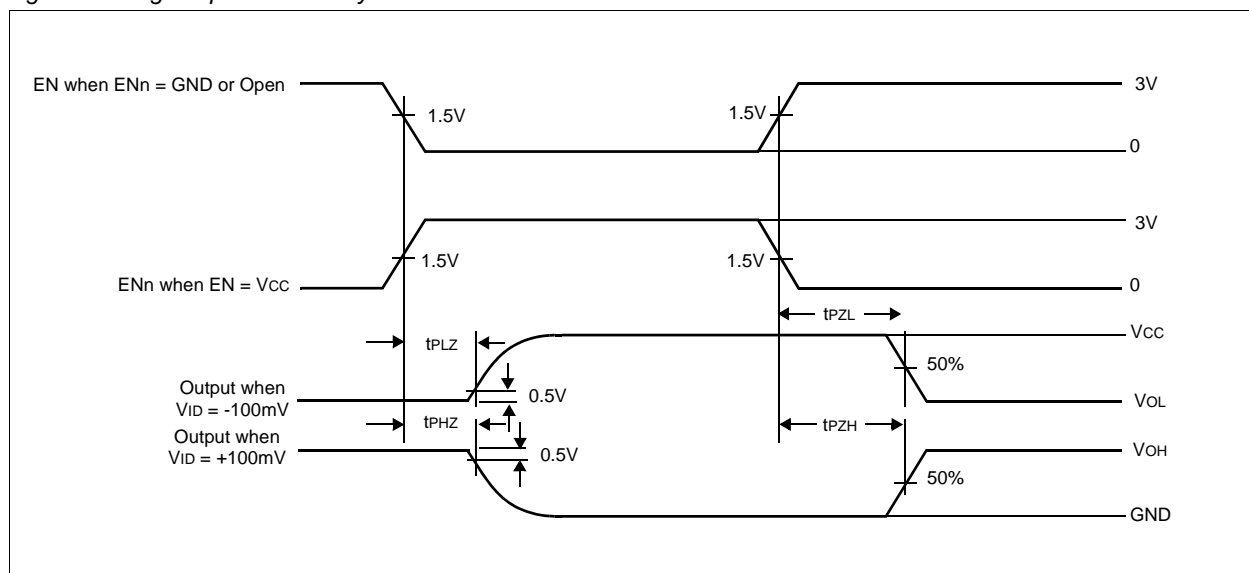 EN when ENn = GND or Open
3V
1.5V
1.5V
0
3V
1.5V
1.5V
ENn when EN = VCC
0
tPZL
VCC
tPLZ
50%
Output when
VID = -100mV
0.5V
VOL
tPHZ
tPZH
Output when
VID = +100mV
0.5V
VOH
50%
GND